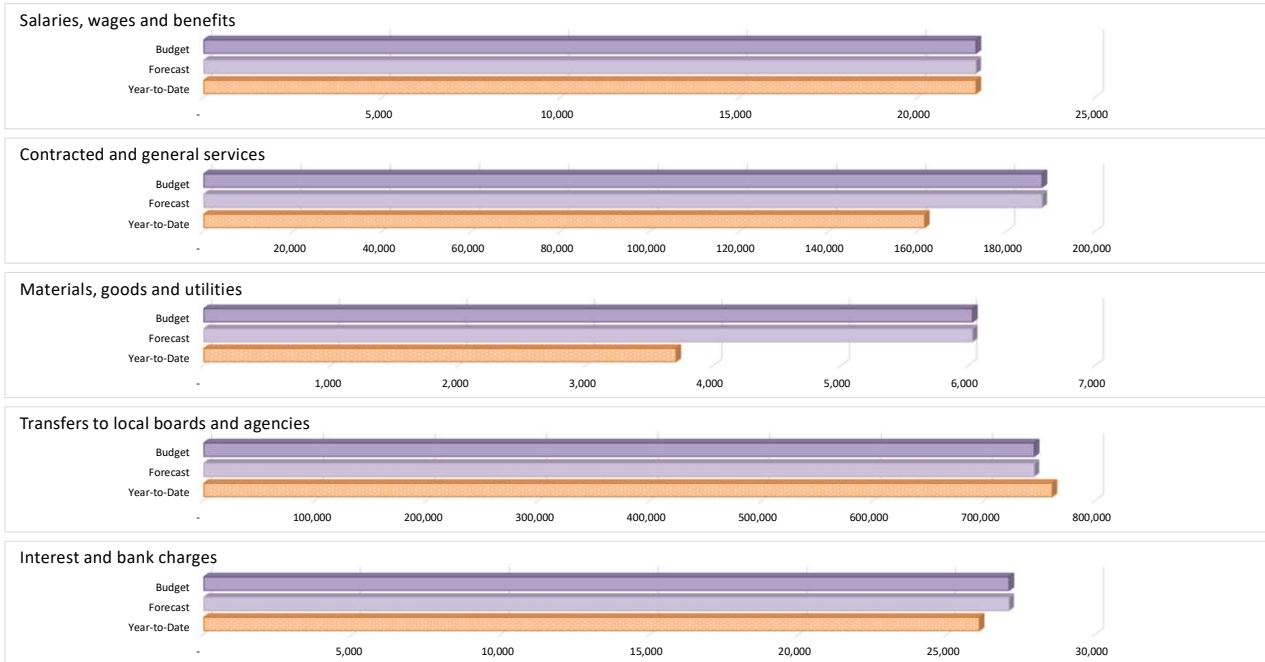 Salaries, wages and benefits
Budget
Forecast
Year-to-Date
- 5,000 10,000 15,000 20,000 25,000
Contracted and general services
Budget
Forecast
Year-to-Date
- 20,000 40,000 60,000 80,000 100,000 120,000 140,000 160,000 180,000 200,000
Materials, goods and utilities
Budget
Forecast
Year-to-Date
- 1,000 2,000 3,000 4,000 5,000 6,000 7,000
Transfers to local boards and agencies
Budget
Forecast
Year-to-Date
- 100,000 200,000 300,000 400,000 500,000 600,000 700,000 800,000
Interest and bank charges
Budget
Forecast
Year-to-Date
- 5,000 10,000 15,000 20,000 25,000 30,000